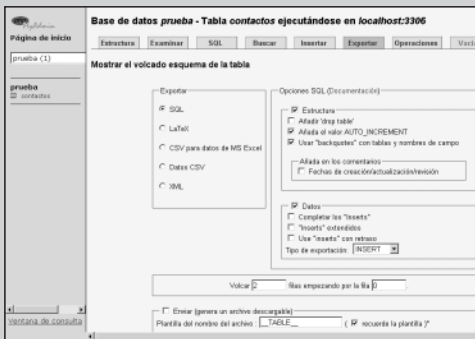 phpMyAdmin
Página de inicio
prueba (1)
prueba
contactos
Ventana de consulta
Base de datos prueba - Tabla contactos ejecutándose en localhost:3306
Estructura Examinar SQL Buscar Insertar Exportar Operaciones
Mostrar el volcado esquema de la tabla
Exportar
SQL
LaTeX
CSV para datos de MS Excel
Datos CSV
XML
Opciones SQL (Documentación)
Estructura
Añadir 'drop table'
Añada el valor AUTO_INCREMENT
Usar "backquotes" con tablas y nombres de campo
Añada en los comentarios
Fechas de creación/actualización/revisión
Datos
Completar los "Inserts"
"Inserts" extendidos
Use "inserts" con retraso
Tipo de exportación: INSERT
Volcar 2 filas empezando por la fila 0
Enviar (genera un archivo descargable)
Plantilla del nombre del archivo: __TABLE__ ( recuerde la plantilla )*